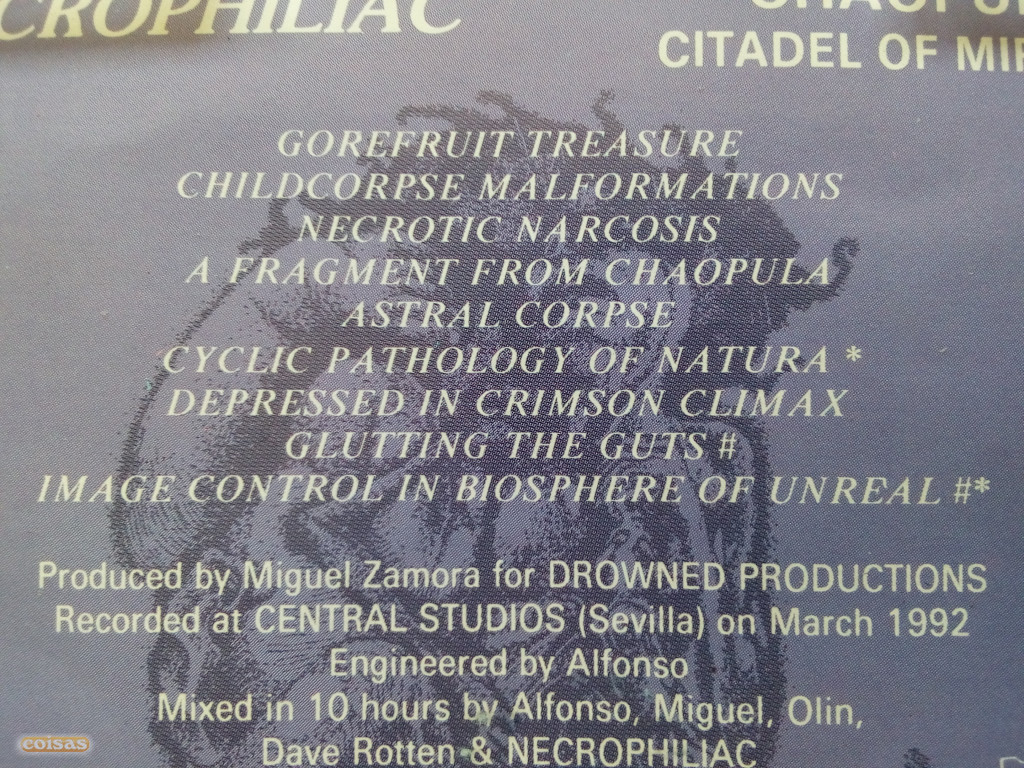 CITADEL OF
GOREFRUIT TREASURE
CHILDCORPSE MALFORMATIONS
NECROTIC NARCOSIS
A FRAGMENT FROM CHAOPULA
ASTRAL CORPSE
CYCLIC PATHOLOGY OF NATURA *
DEPRESSED IN CRIMSON CLIMAX
GLUTTING THE GUTS #
IMAGE CONTROL IN BIOSPHERE OF UNREAL #*
Produced by Miguel Zamora for DROWNED PRODUCTIONS
Recorded at CENTRAL STUDIOS (Sevilla) on March 1992
Engineered by Alfonso
Mixed in 10 hours by Alfonso, Miguel, Olin,
Dave Rotten & NECROPHILIAC
coisas